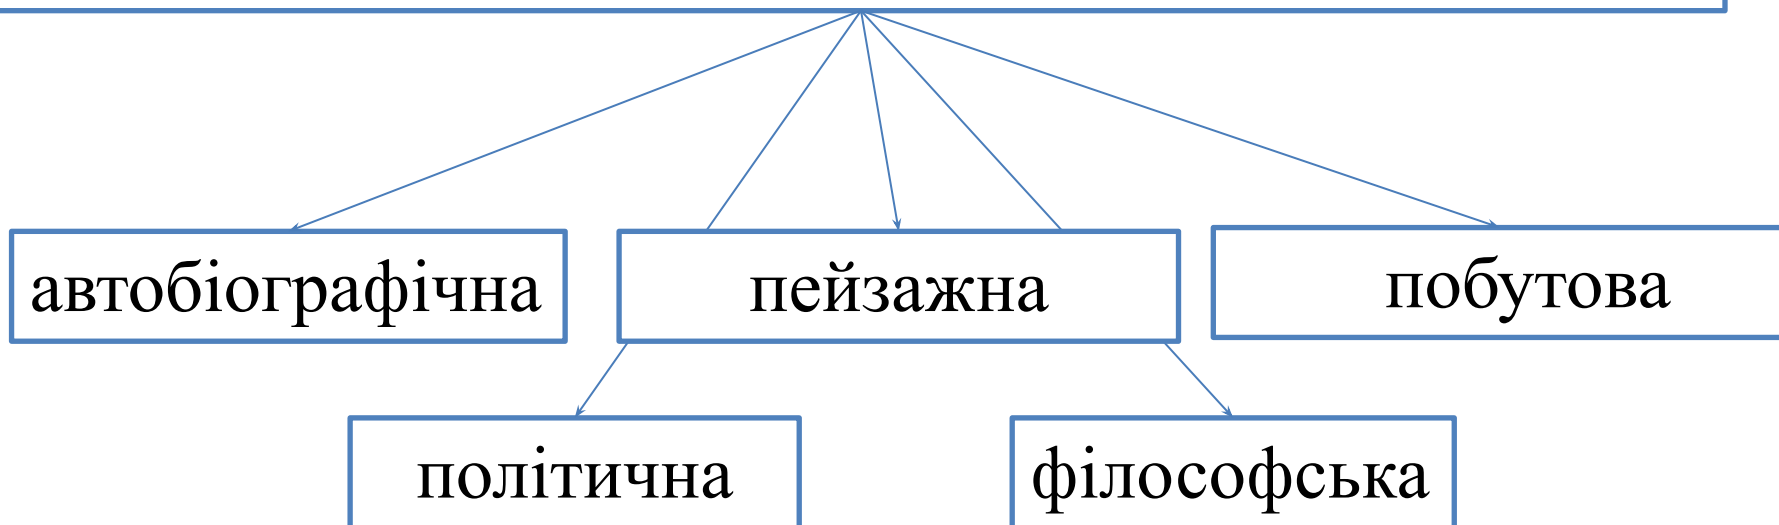 автобіографічна
пейзажна
побутова
політична
філософська